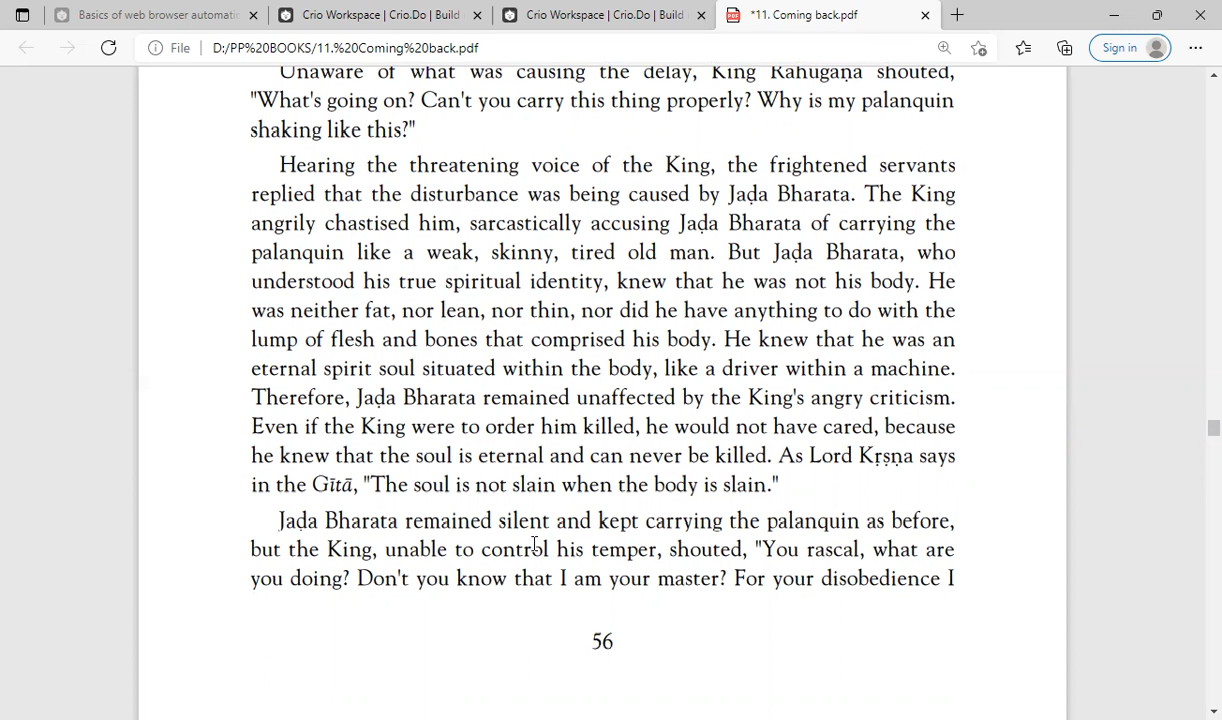 Basics of web browser automatic
Crio Workspace | Crio.Do | Build
Crio Workspace | Crio.Do | Build
*11. Coming back.pdf
File D:/PP%20BOOKS/11.%20Coming%20back.pdf
Sign in
Unaware of what was causing the delay, King Rahūgaṇa shouted,
"What's going on? Can't you carry this thing properly? Why is my palanquin
shaking like this?"
Hearing the threatening voice of the King, the frightened servants
replied that the disturbance was being caused by Jaḍa Bharata. The King
angrily chastised him, sarcastically accusing Jaḍa Bharata of carrying the
palanquin like a weak, skinny, tired old man. But Jaḍa Bharata, who
understood his true spiritual identity, knew that he was not his body. He
was neither fat, nor lean, nor thin, nor did he have anything to do with the
lump of flesh and bones that comprised his body. He knew that he was an
eternal spirit soul situated within the body, like a driver within a machine.
Therefore, Jaḍa Bharata remained unaffected by the King's angry criticism.
Even if the King were to order him killed, he would not have cared, because
he knew that the soul is eternal and can never be killed. As Lord Kṛṣṇa says
in the Gītā, "The soul is not slain when the body is slain."
Jaḍa Bharata remained silent and kept carrying the palanquin as before,
but the King, unable to control his temper, shouted, "You rascal, what are
you doing? Don't you know that I am your master? For your disobedience I
56